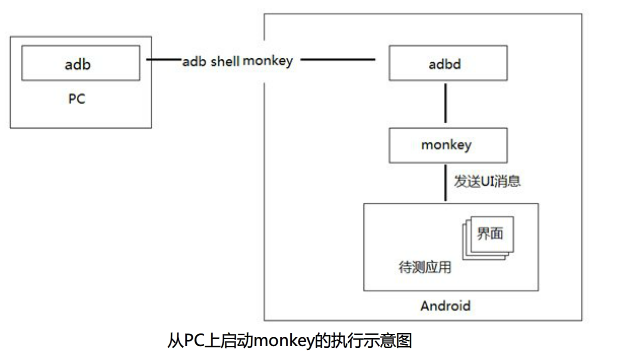 adb
PC
adb shell monkey
adbd
monkey
发送UI消息
界面
待测应用
Android
从PC上启动monkey的执行示意图